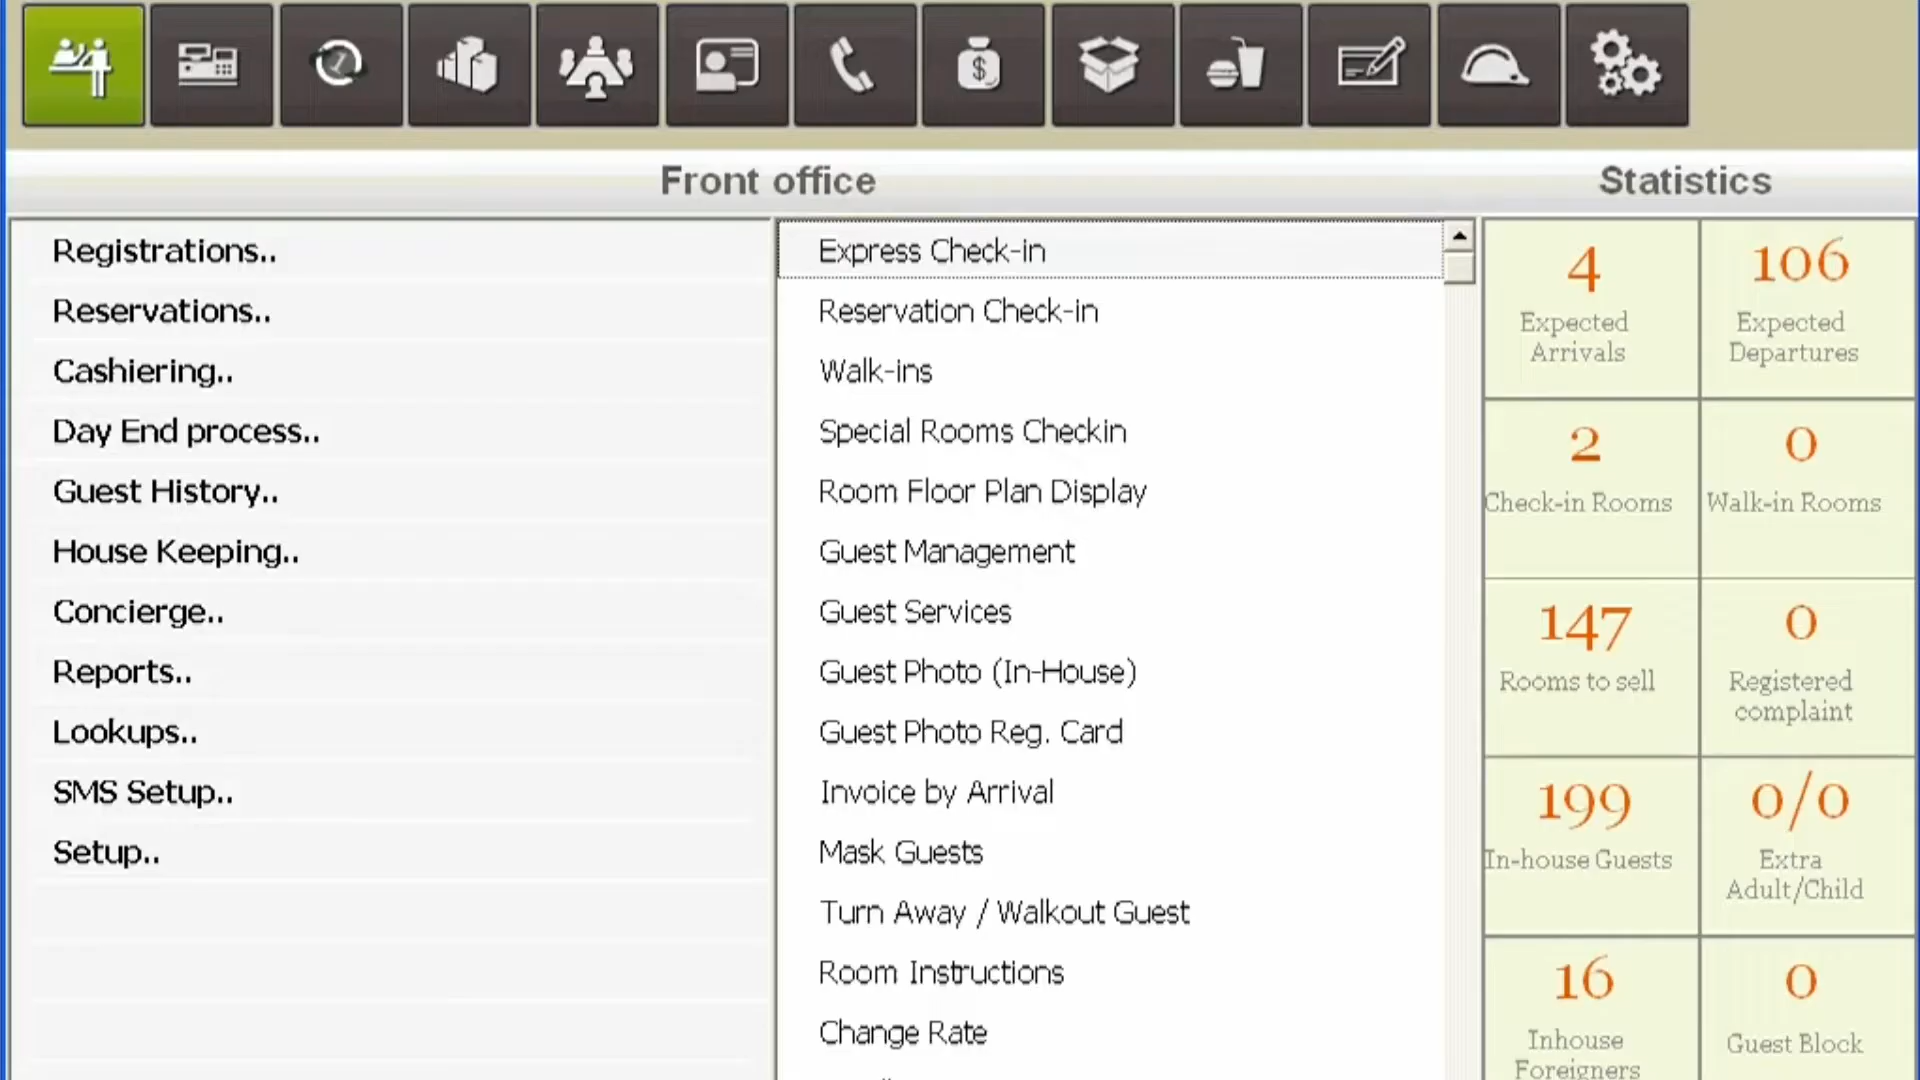 Front office
Statistics
Registrations..
Reservations..
Cashiering..
Day End process..
Guest History..
House Keeping..
Concierge..
Reports..
Lookups..
SMS Setup..
Setup..
Express Check-in
Reservation Check-in
Walk-ins
Special Rooms Checkin
Room Floor Plan Display
Guest Management
Guest Services
Guest Photo (In-House)
Guest Photo Reg. Card
Invoice by Arrival
Mask Guests
Turn Away / Walkout Guest
Room Instructions
Change Rate
4
Expected
Arrivals
106
Expected
Departures
2
Check-in Rooms
0
Walk-in Rooms
147
Rooms to sell
0
Registered
complaint
199
In-house Guests
0/0
Extra
Adult/Child
16
Inhouse
Foreigners
0
Guest Block